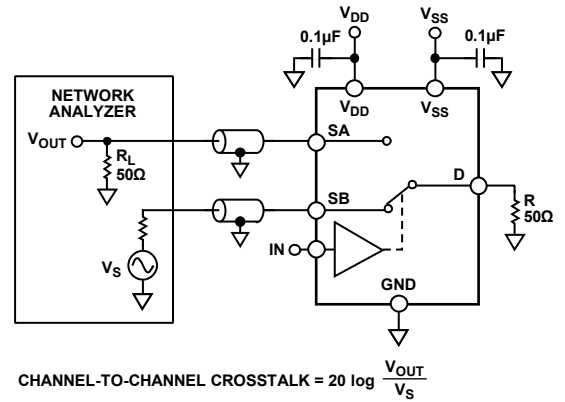 V_DD V_SS
0.1µF 0.1µF
NETWORK
ANALYZER
V_DD V_SS
V_OUT SA
R_L
50Ω
SB D
R
50Ω
IN
V_S
GND
CHANNEL-TO-CHANNEL CROSSTALK = 20 log V_OUT / V_S